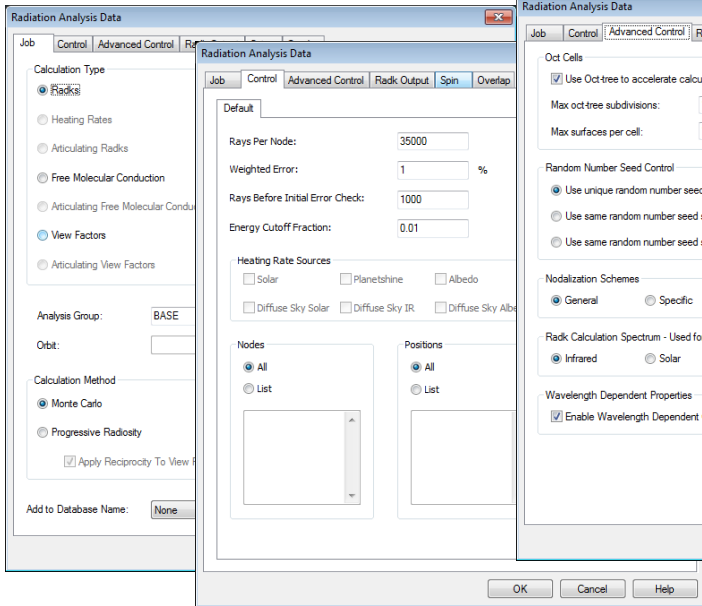 Radiation Analysis Data
Job Control Advanced Control
Calculation Type
Radks
Heating Rates
Articulating Radks
Free Molecular Conduction
Articulating Free Molecular
View Factors
Articulating View Factors
Analysis Group: BASE
Orbit:
Calculation Method
Monte Carlo
Progressive Radiosity
Apply Reciprocity To View
Add to Database Name: None
Radiation Analysis Data
Job Control Advanced Control Radk Output Spin Overlap
Default
Rays Per Node: 35000
Weighted Error: 1 %
Rays Before Initial Error Check: 1000
Energy Cutoff Fraction: 0.01
Heating Rate Sources
Solar Planetshine Albedo
Diffuse Sky Solar Diffuse Sky IR Diffuse Sky Albe
Nodes Positions
All All
List List
OK Cancel Help
Radiation Analysis Data
Job Control Advanced Control R
Oct Cells
Use Oct-tree to accelerate calcu
Max oct-tree subdivisions:
Max surfaces per cell:
Random Number Seed Control
Use unique random number seed
Use same random number seed s
Use same random number seed s
Nodalization Schemes
General Specific
Radk Calculation Spectrum - Used fo
Infrared Solar
Wavelength Dependent Properties
Enable Wavelength Dependent